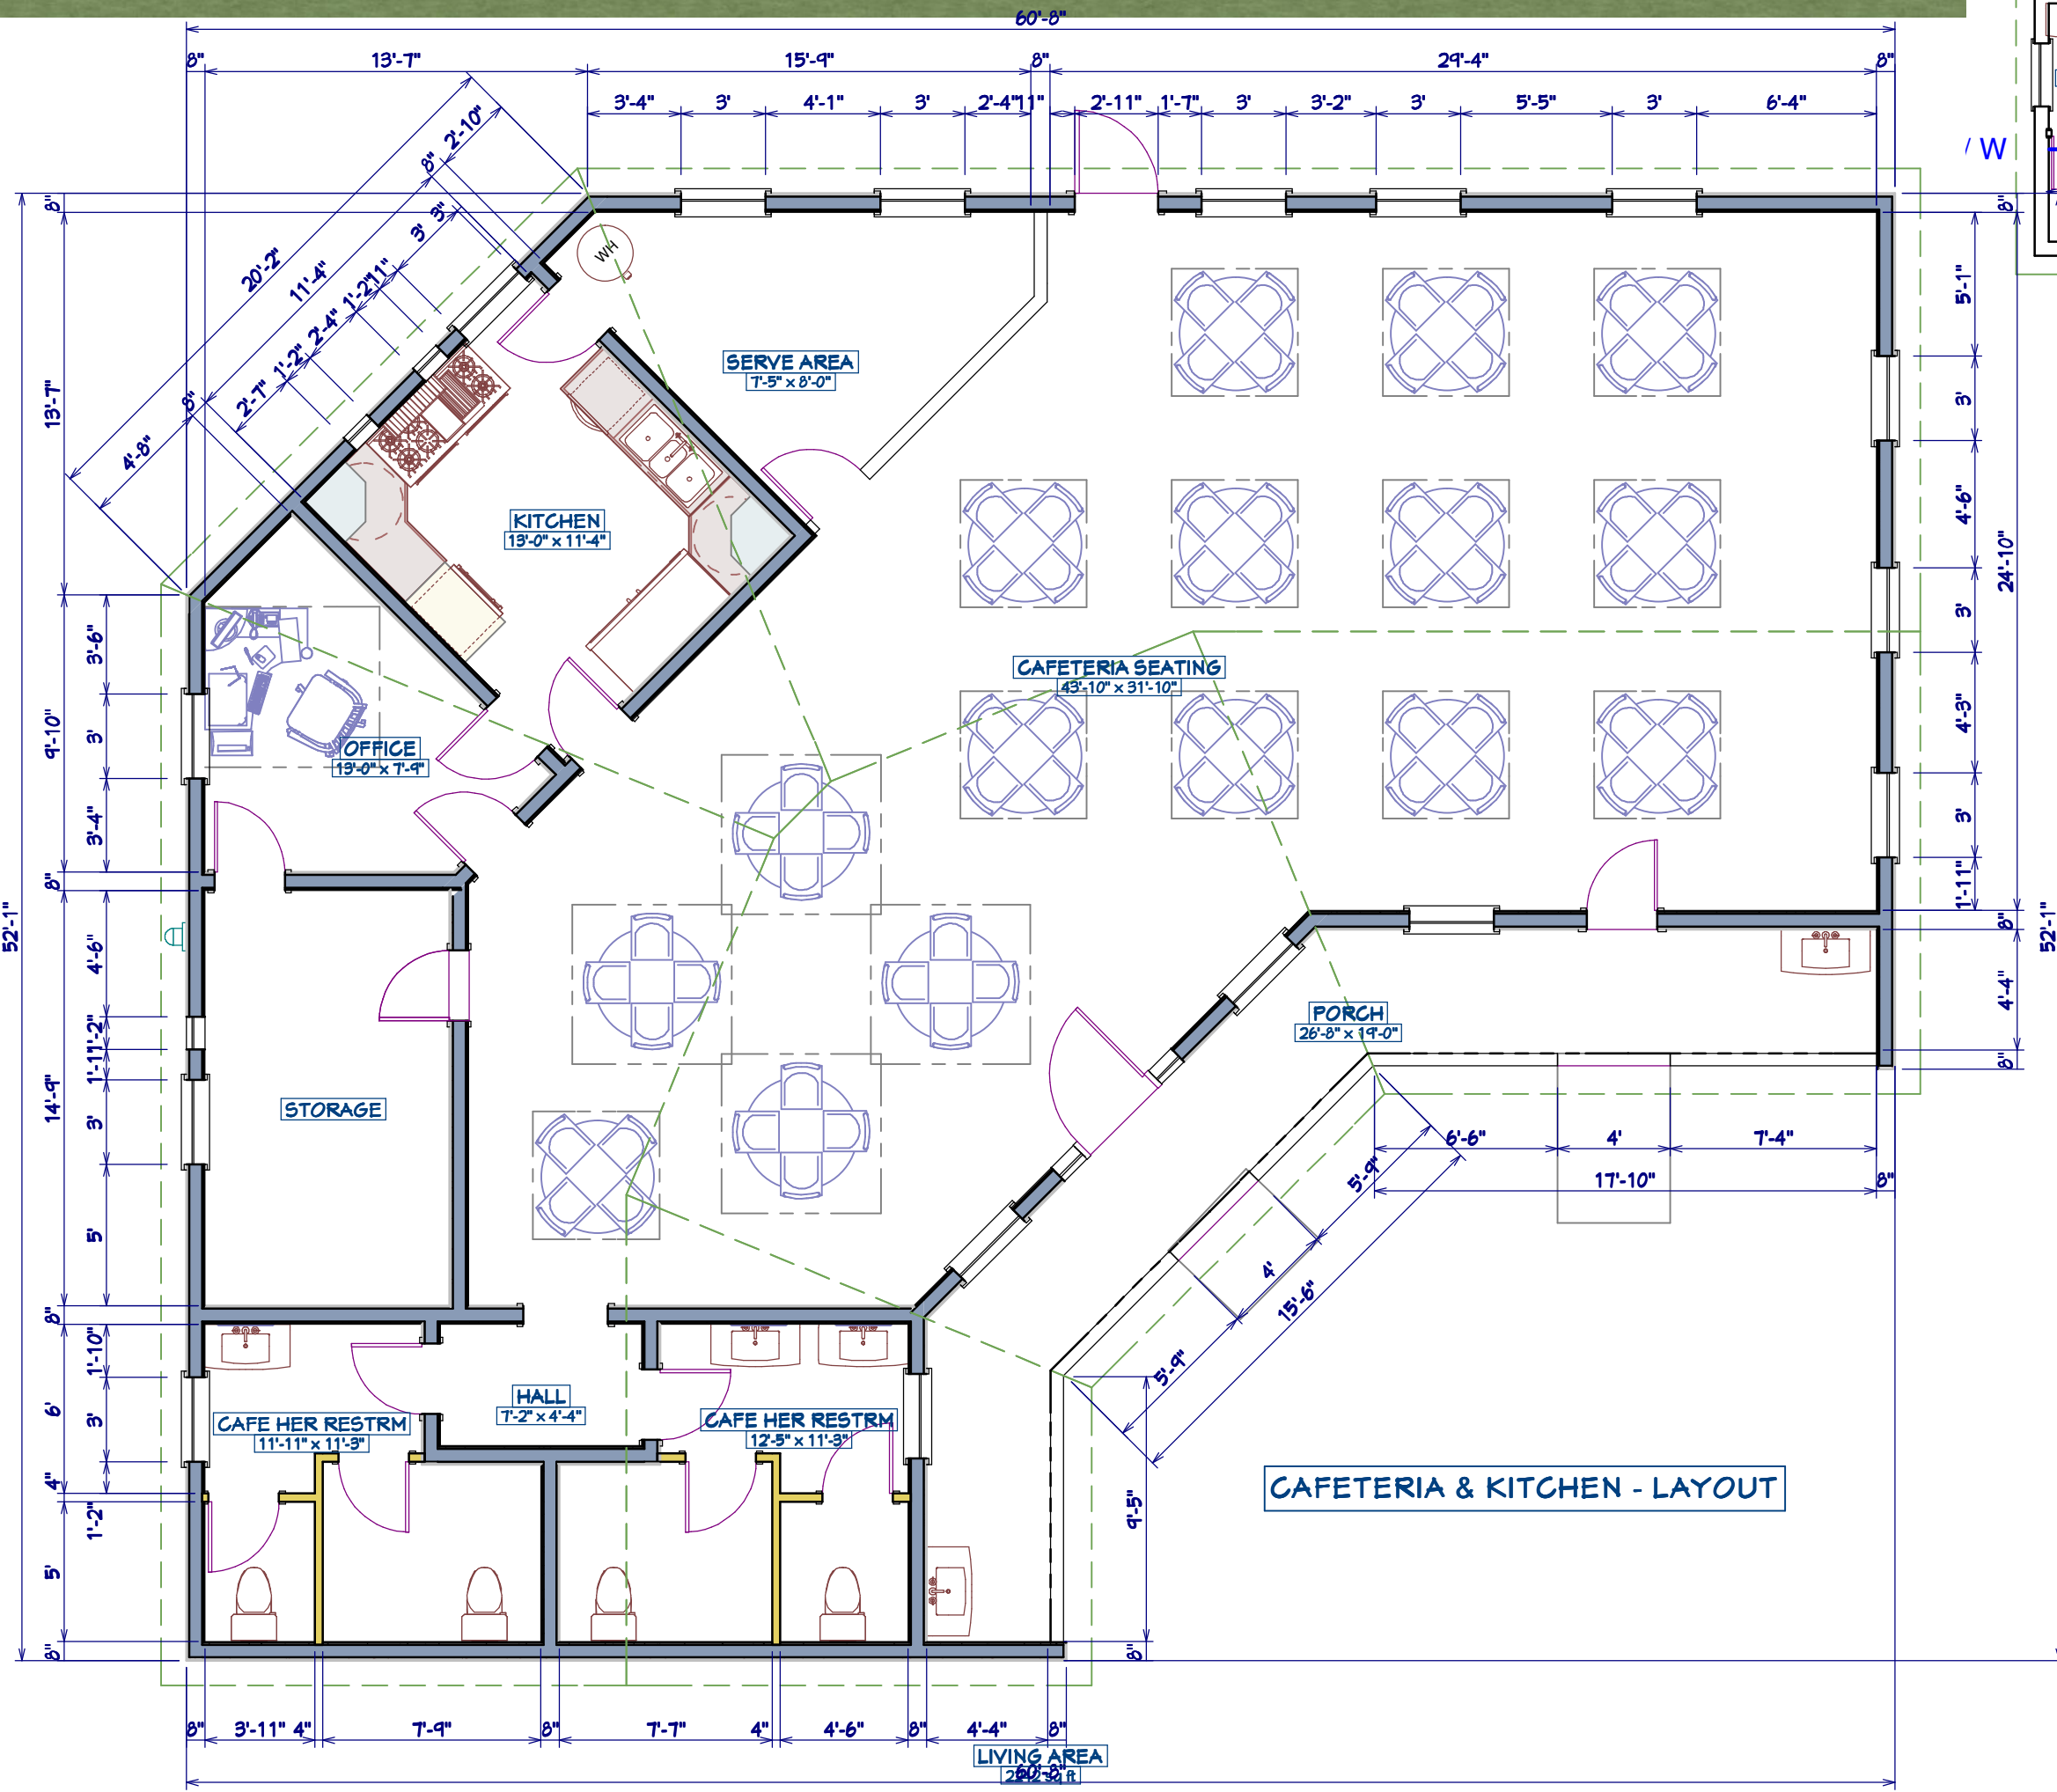 60'-8"
8" 13'-7" 15'-9" 8" 29'-4" 8"
3'-4" 3' 4'-1" 3' 2'-4" 11" 2'-11" 1'-7" 3' 3'-2" 3' 5'-5" 3' 6'-4"
W
20'-2"
4'-8" 8" 11'-4" 8" 2'-10"
2'-7" 1'-2" 2'-4" 1'-2" 11" 3' 3"
WH
SERVE AREA
7'-5" x 8'-0"
KITCHEN
13'-0" x 11'-4"
CAFETERIA SEATING
43'-10" x 31'-10"
OFFICE
13'-0" x 7'-9"
PORCH
26'-8" x 19'-0"
STORAGE
HALL
7'-2" x 4'-4"
CAFE HER RESTRM
11'-11" x 11'-3"
CAFE HER RESTRM
12'-5" x 11'-3"
CAFETERIA & KITCHEN - LAYOUT
52'-1"
8" 13'-7" 9'-10" 8" 14'-9" 8" 6' 4" 5' 8"
3'-6" 3' 3'-4" 4'-6" 1'-2" 1'-1" 3' 5' 1'-10" 3' 1'-2"
5'-1" 3' 4'-6" 3' 4'-3" 3' 1'-11"
8" 24'-10" 8" 4'-4" 8"
52'-1"
6'-6" 4' 7'-4"
17'-10" 8"
5'-9" 4' 5'-9"
15'-6"
9'-5" 8"
8" 3'-11" 4" 7'-9" 8" 7'-7" 4" 4'-6" 8" 4'-4" 8"
LIVING AREA
60'-8"
sq ft